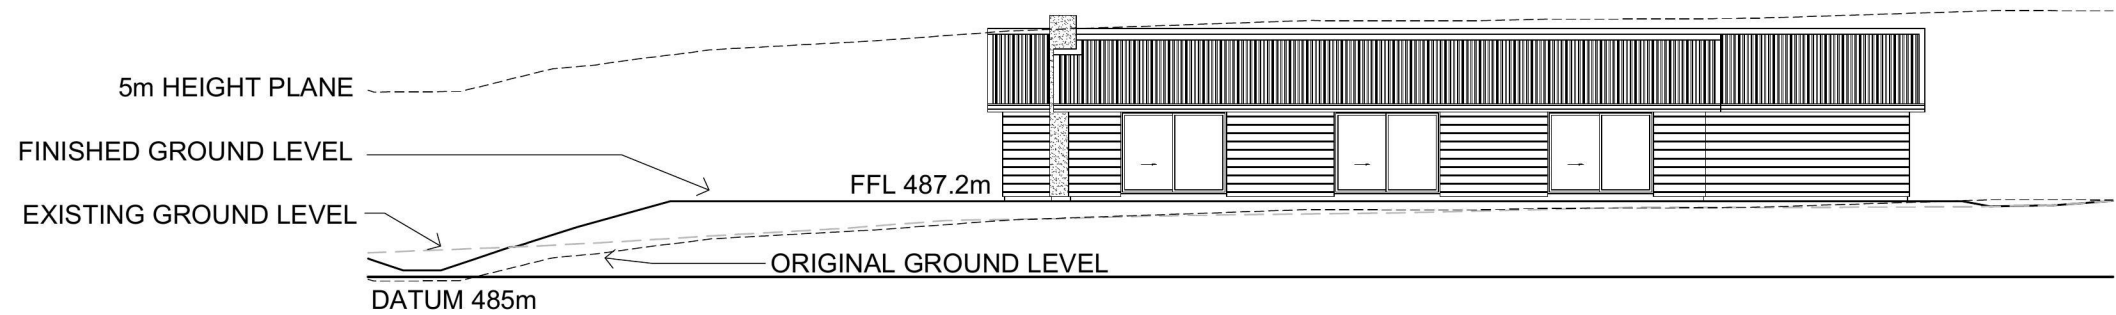 5m HEIGHT PLANE
FINISHED GROUND LEVEL
FFL 487.2m
EXISTING GROUND LEVEL
ORIGINAL GROUND LEVEL
DATUM 485m